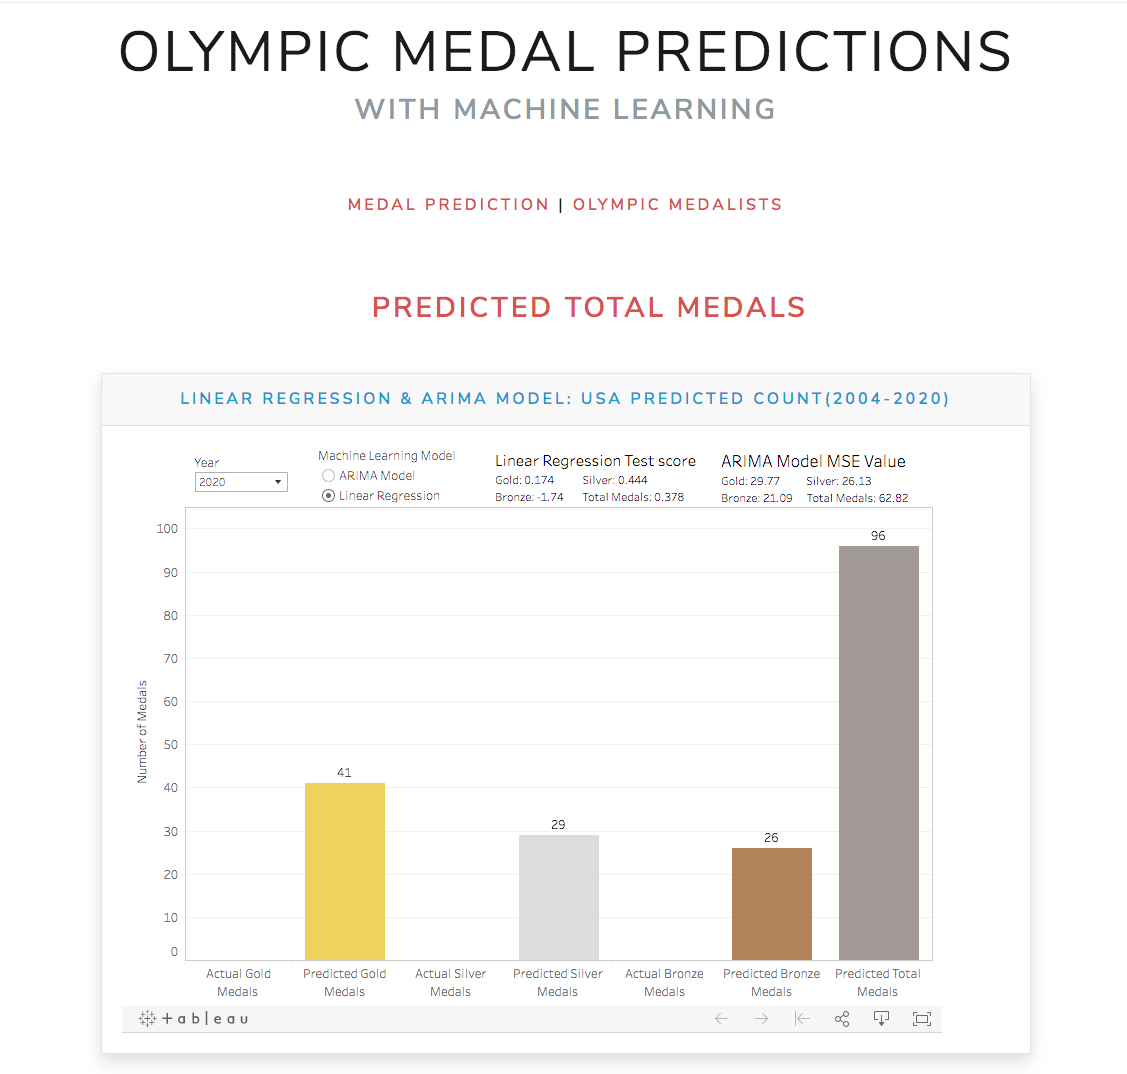 OLYMPIC MEDAL PREDICTIONS
WITH MACHINE LEARNING
MEDAL PREDICTION | OLYMPIC MEDALISTS
PREDICTED TOTAL MEDALS
LINEAR REGRESSION & ARIMA MODEL: USA PREDICTED COUNT(2004-2020)
Year
2020
Machine Learning Model
ARIMA Model
Linear Regression
Linear Regression Test score
Gold: 0.174 Silver: 0.444
Bronze: -1.74 Total Medals: 0.378
ARIMA Model MSE Value
Gold: 29.77 Silver: 26.13
Bronze: 21.09 Total Medals: 62.82
Number of Medals
100
90
80
70
60
50
40
30
20
10
0
41
29
26
96
Actual Gold
Medals
Predicted Gold
Medals
Actual Silver
Medals
Predicted Silver
Medals
Actual Bronze
Medals
Predicted Bronze
Medals
Predicted Total
Medals
+ableau